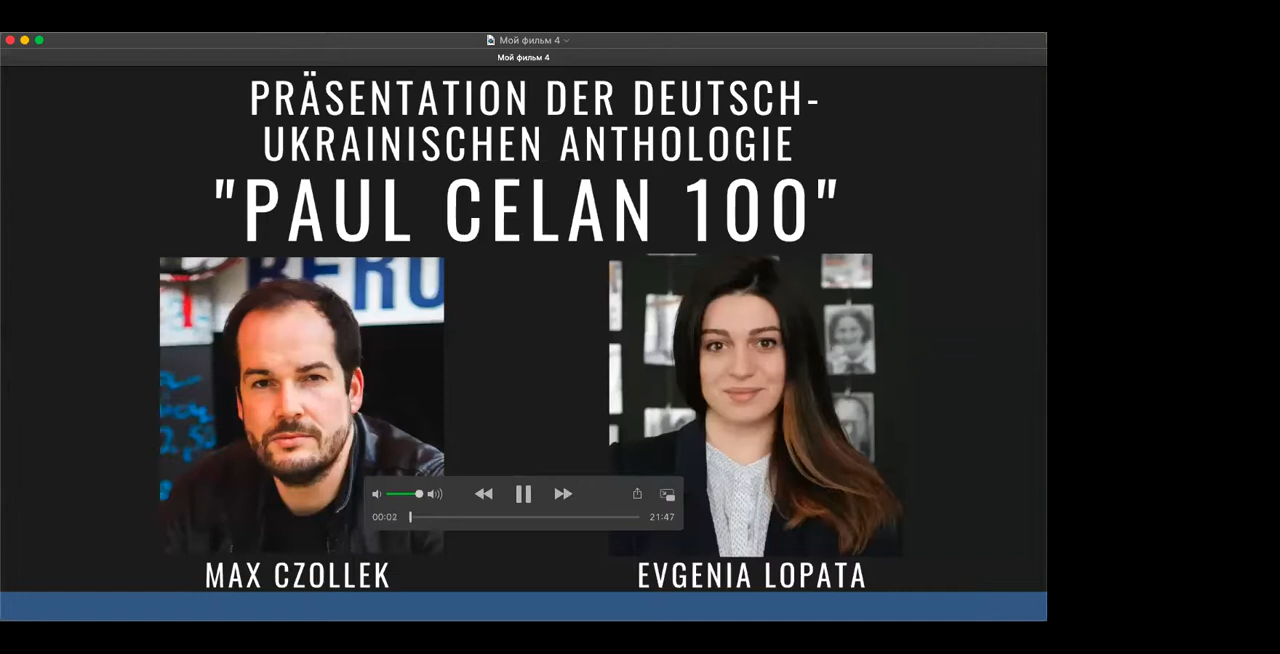 Мой фильм 4
Мой фильм 4
PRÄSENTATION DER DEUTSCH-
UKRAINISCHEN ANTHOLOGIE
"PAUL CELAN 100"
00:02
21:47
MAX CZOLLEK
EVGENIA LOPATA